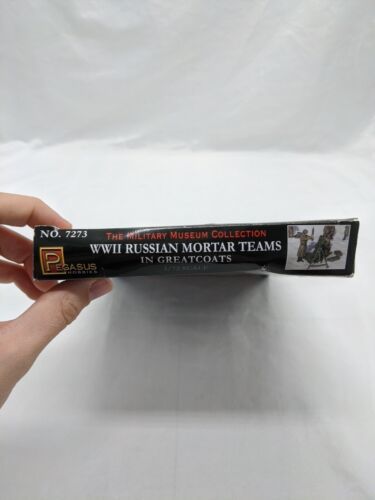 NO. 7273
THE MILITARY MUSEUM COLLECTION
WWII RUSSIAN MORTAR TEAMS
IN GREATCOATS
1/72 SCALE
PEGASUS
HOBBIES